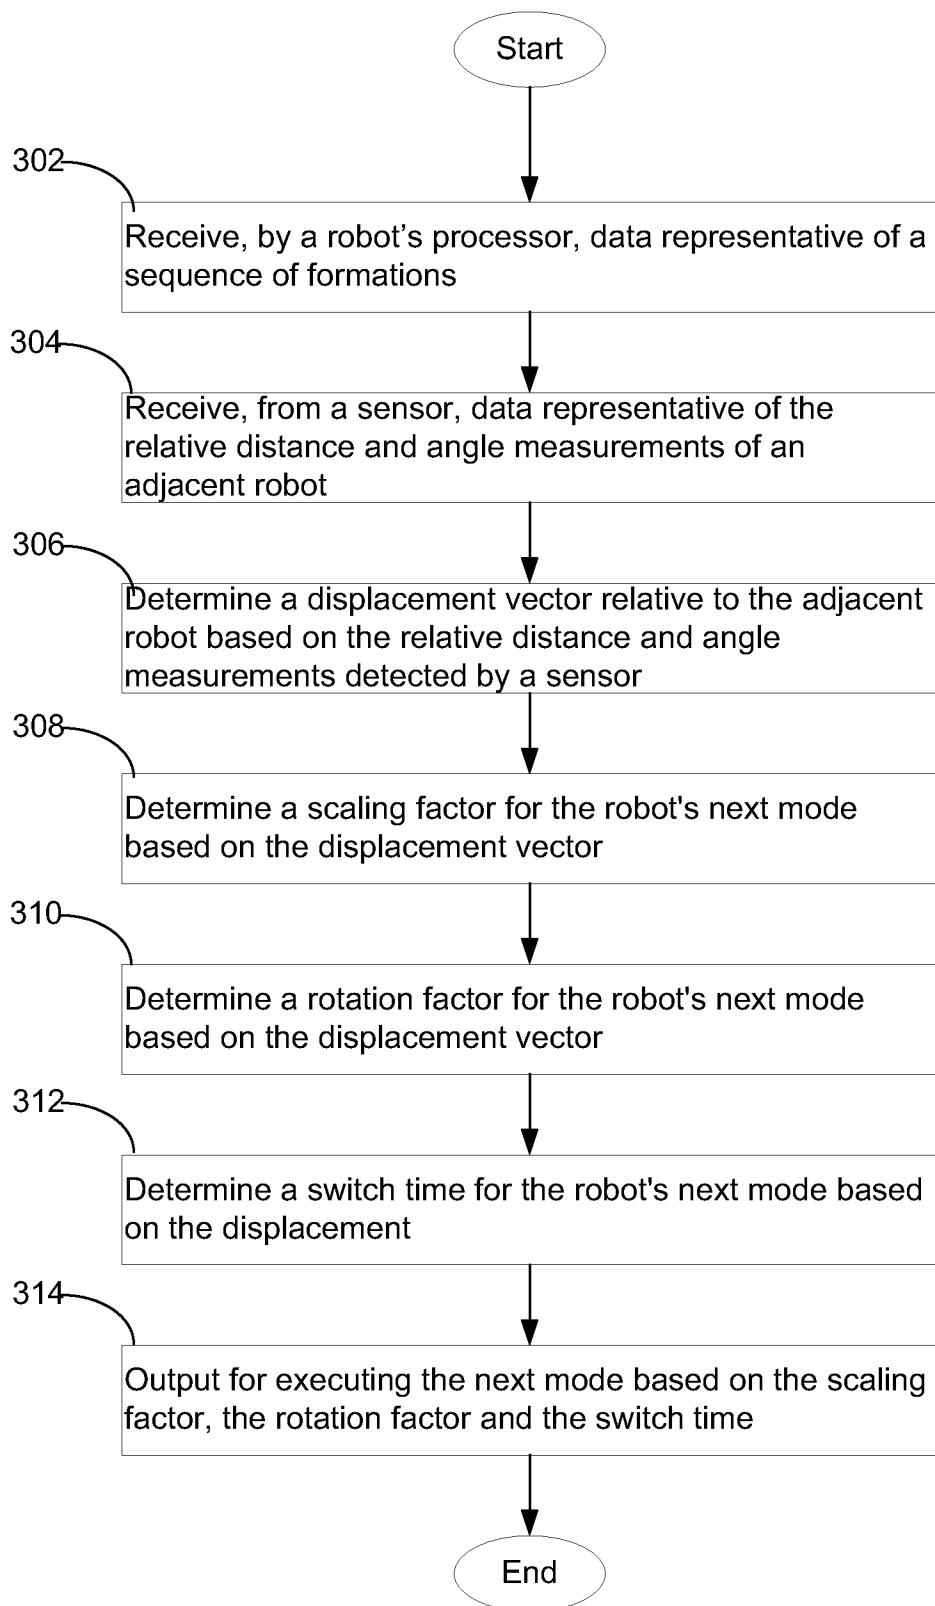 Start
302
Receive, by a robot's processor, data representative of a
sequence of formations
304
Receive, from a sensor, data representative of the
relative distance and angle measurements of an
adjacent robot
306
Determine a displacement vector relative to the adjacent
robot based on the relative distance and angle
measurements detected by a sensor
308
Determine a scaling factor for the robot's next mode
based on the displacement vector
310
Determine a rotation factor for the robot's next mode
based on the displacement vector
312
Determine a switch time for the robot's next mode based
on the displacement
314
Output for executing the next mode based on the scaling
factor, the rotation factor and the switch time
End